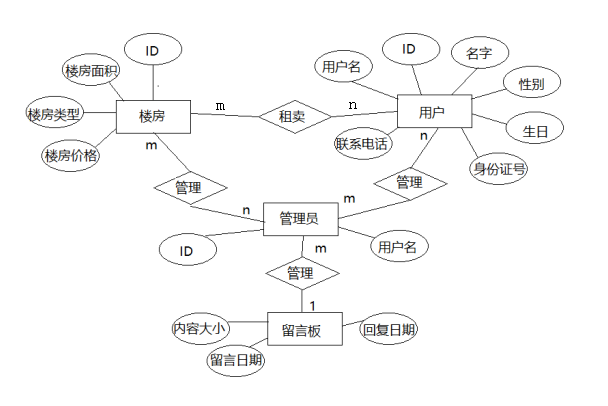 ID
ID
名字
用户名
楼房面积
性别
楼房类型
楼房
m
租卖
n
用户
联系电话
n
生日
m
楼房价格
身份证号
管理
管理
m
n
管理员
ID
用户名
m
管理
1
内容大小
留言板
回复日期
留言日期